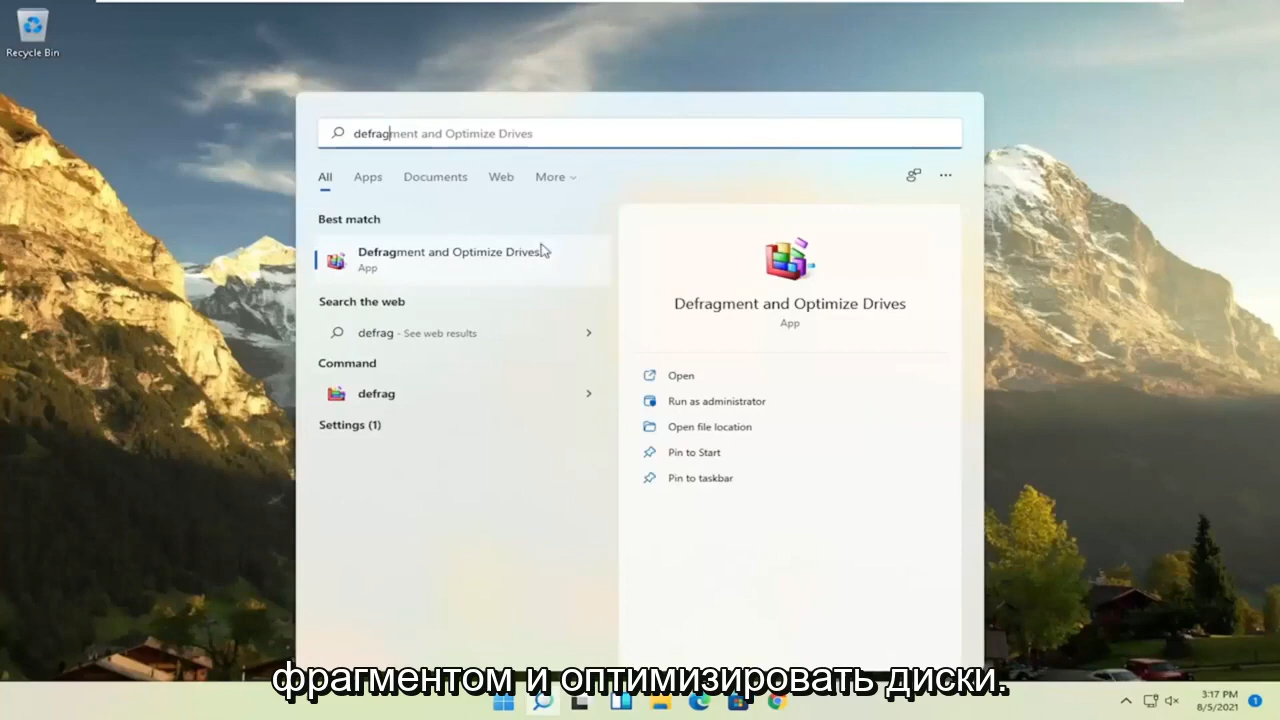 Recycle Bin
defragment and Optimize Drives
All Apps Documents Web More
Best match
Defragment and Optimize Drives
App
Search the web
defrag - See web results
Command
defrag
Settings (1)
Defragment and Optimize Drives
App
Open
Run as administrator
Open file location
Pin to Start
Pin to taskbar
фрагментом и оптимизировать диски.
3:17 PM
8/5/2021
1